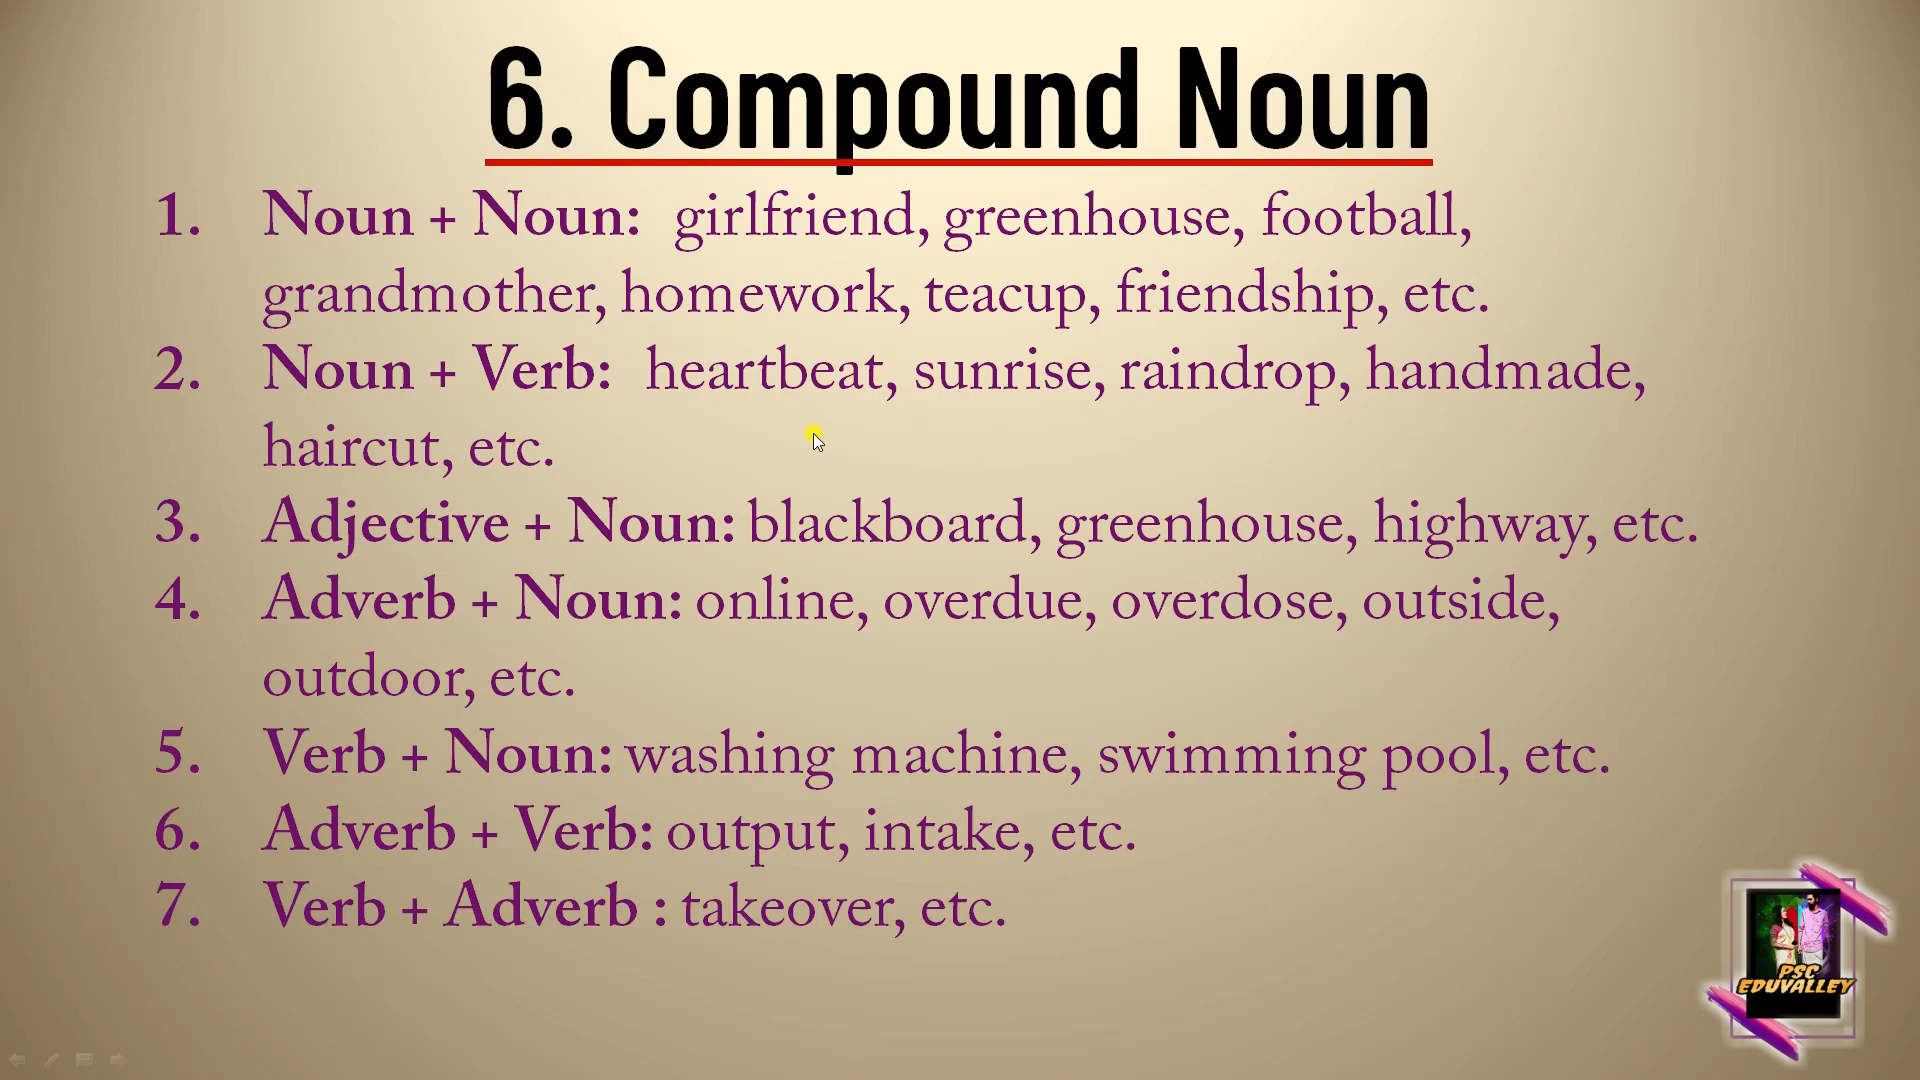 6. Compound Noun
1. Noun + Noun: girlfriend, greenhouse, football,
grandmother, homework, teacup, friendship, etc.
2. Noun + Verb: heartbeat, sunrise, raindrop, handmade,
haircut, etc.
3. Adjective + Noun: blackboard, greenhouse, highway, etc.
4. Adverb + Noun: online, overdue, overdose, outside,
outdoor, etc.
5. Verb + Noun: washing machine, swimming pool, etc.
6. Adverb + Verb: output, intake, etc.
7. Verb + Adverb : takeover, etc.
PSC
EDUVALLEY